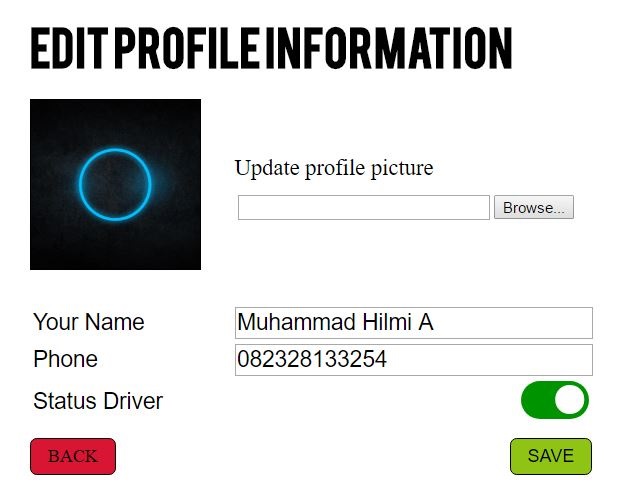 EDIT PROFILE INFORMATION
Update profile picture
Browse...
Your Name Muhammad Hilmi A
Phone 082328133254
Status Driver
BACK SAVE